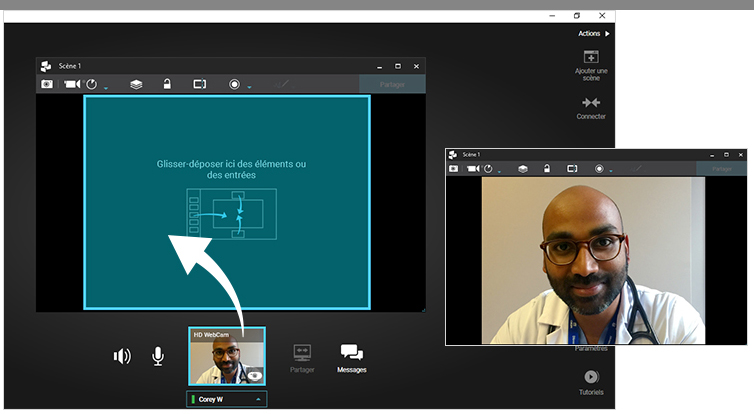 Actions
Scène 1
Partager
Ajouter une
scène
Connecter
Glisser-déposer ici des éléments ou
des entrées
Scène 1
Partager
HD WebCam
Partager
Messages
Paramètres
Tutoriels
Corey W